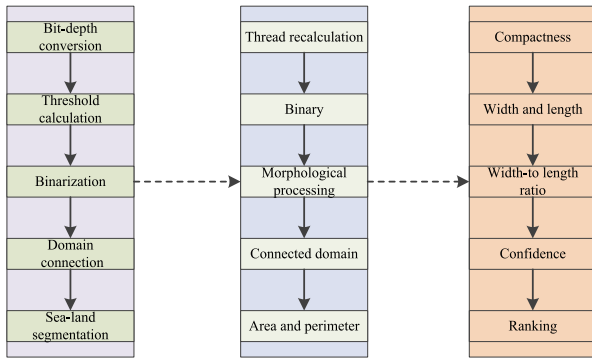 Bit-depth
conversion
Threshold
calculation
Binarization
Domain
connection
Sea-land
segmentation
Thread recalculation
Binary
Morphological
processing
Connected domain
Area and perimeter
Compactness
Width and length
Width-to length
ratio
Confidence
Ranking